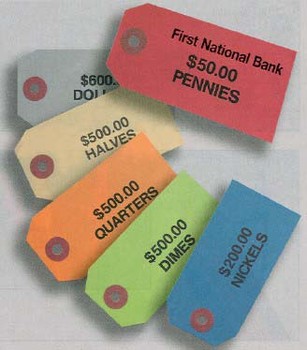 First National Bank
$50.00
PENNIES
$600.
$500.00
HALVES
$500.00
QUARTERS
$500.00
DIMES
$200.00
NICKELS